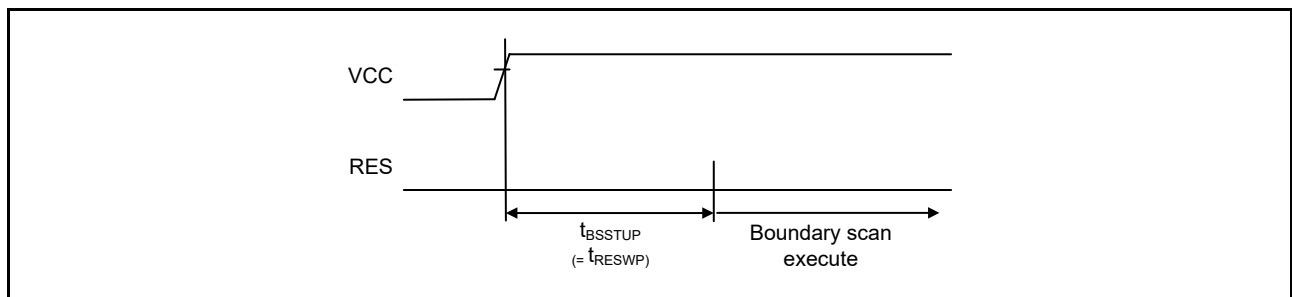 VCC
RES
tBSSTUP
(= tRESWP)
Boundary scan
execute